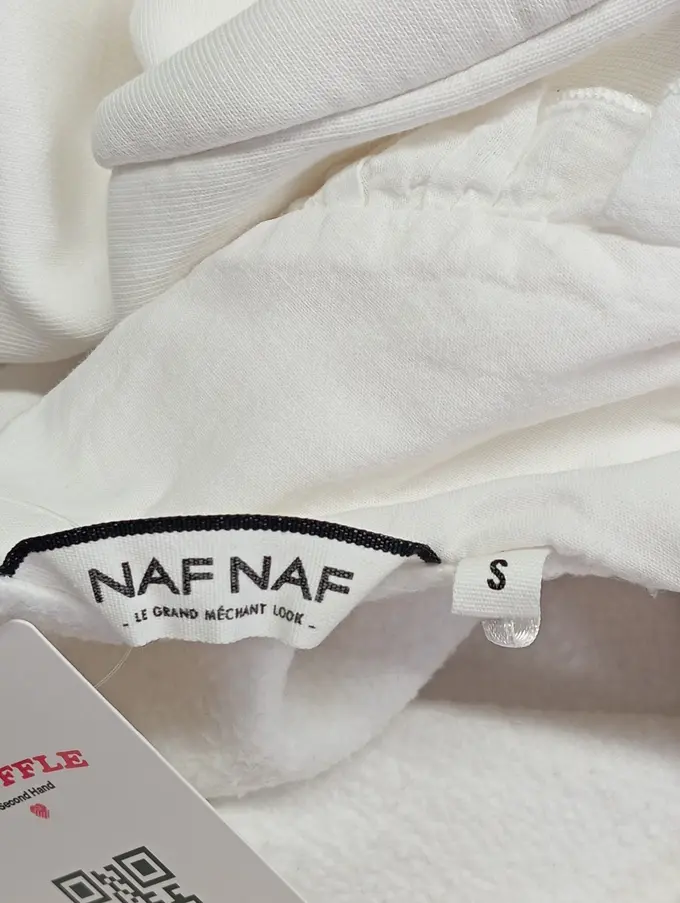 NAF NAF
- LE GRAND MÉCHANT LOOK -
S
FFLE
Second Hand